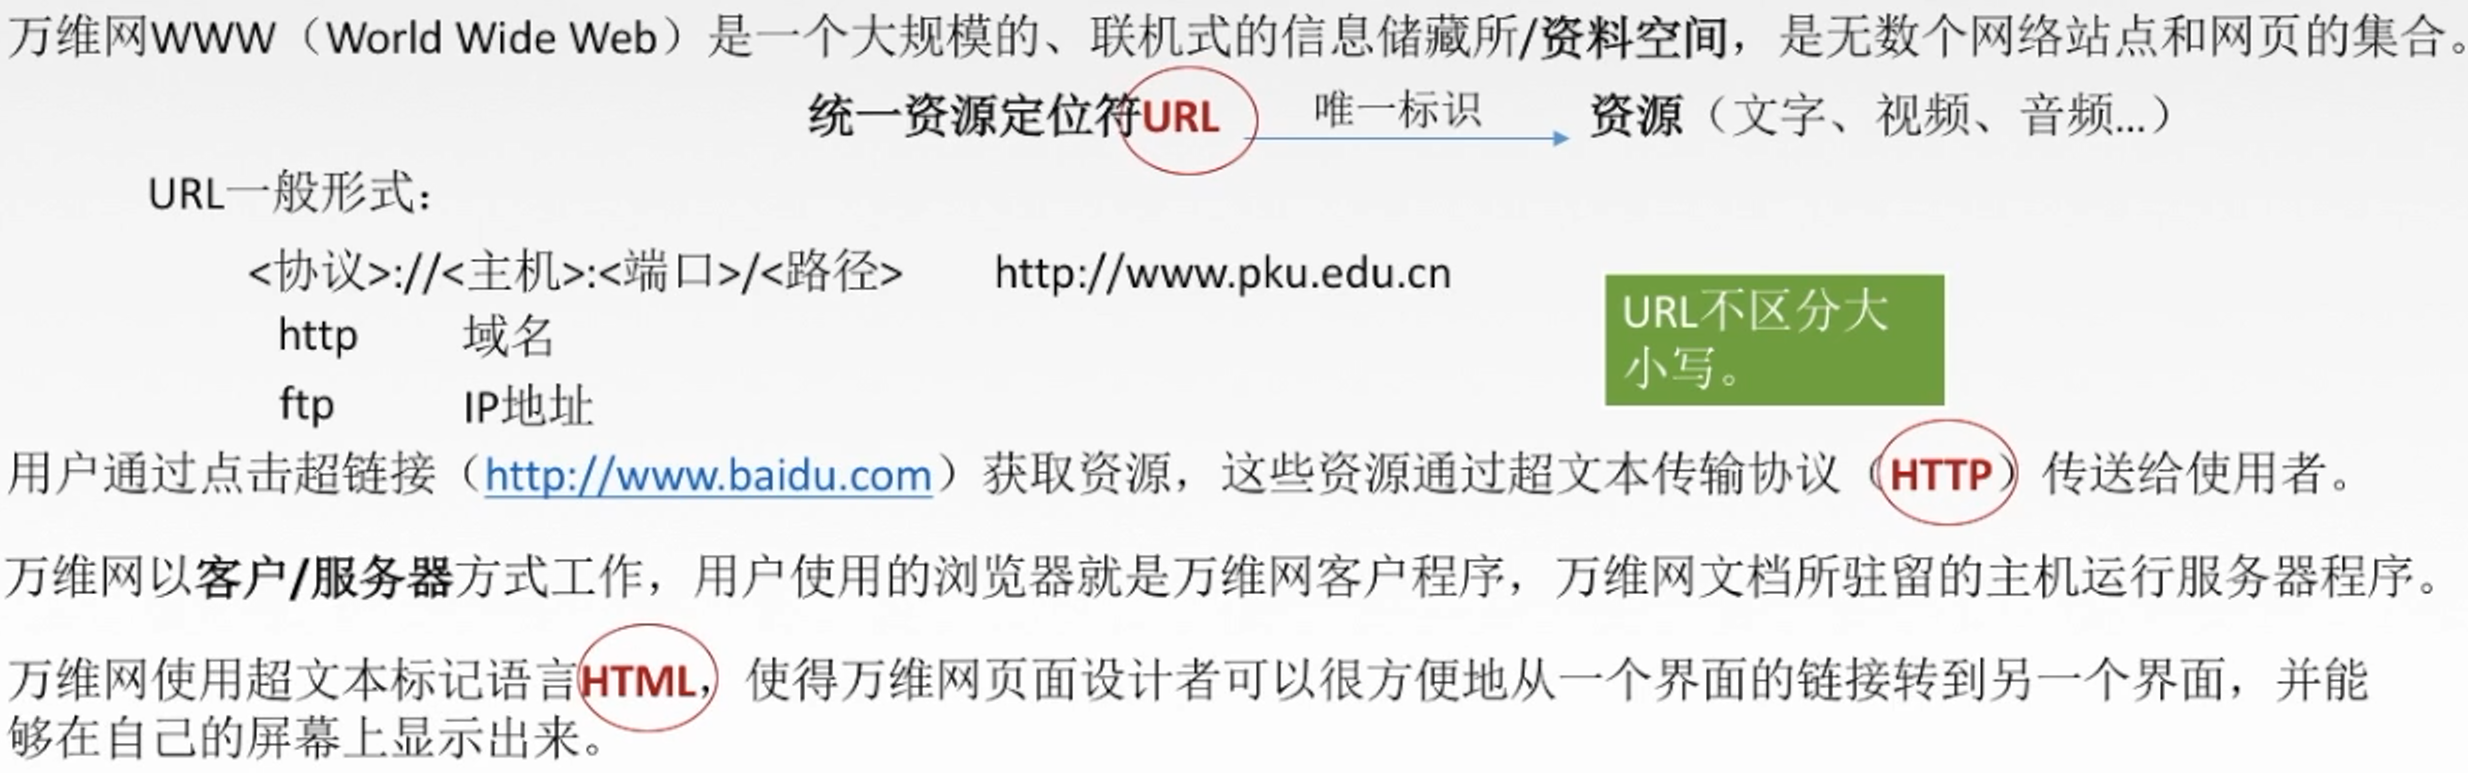 万维网WWW（World Wide Web）是一个大规模的、联机式的信息储藏所/资料空间，是无数个网络站点和网页的集合。
统一资源定位符URL 唯一标识 资源（文字、视频、音频...）
URL一般形式：
<协议>://<主机>:<端口>/<路径> http://www.pku.edu.cn
URL不区分大
小写。
http 域名
ftp IP地址
用户通过点击超链接（http://www.baidu.com）获取资源，这些资源通过超文本传输协议（HTTP）传送给使用者。
万维网以客户/服务器方式工作，用户使用的浏览器就是万维网客户程序，万维网文档所驻留的主机运行服务器程序。
万维网使用超文本标记语言HTML，使得万维网页面设计者可以很方便地从一个界面的链接转到另一个界面，并能
够在自己的屏幕上显示出来。